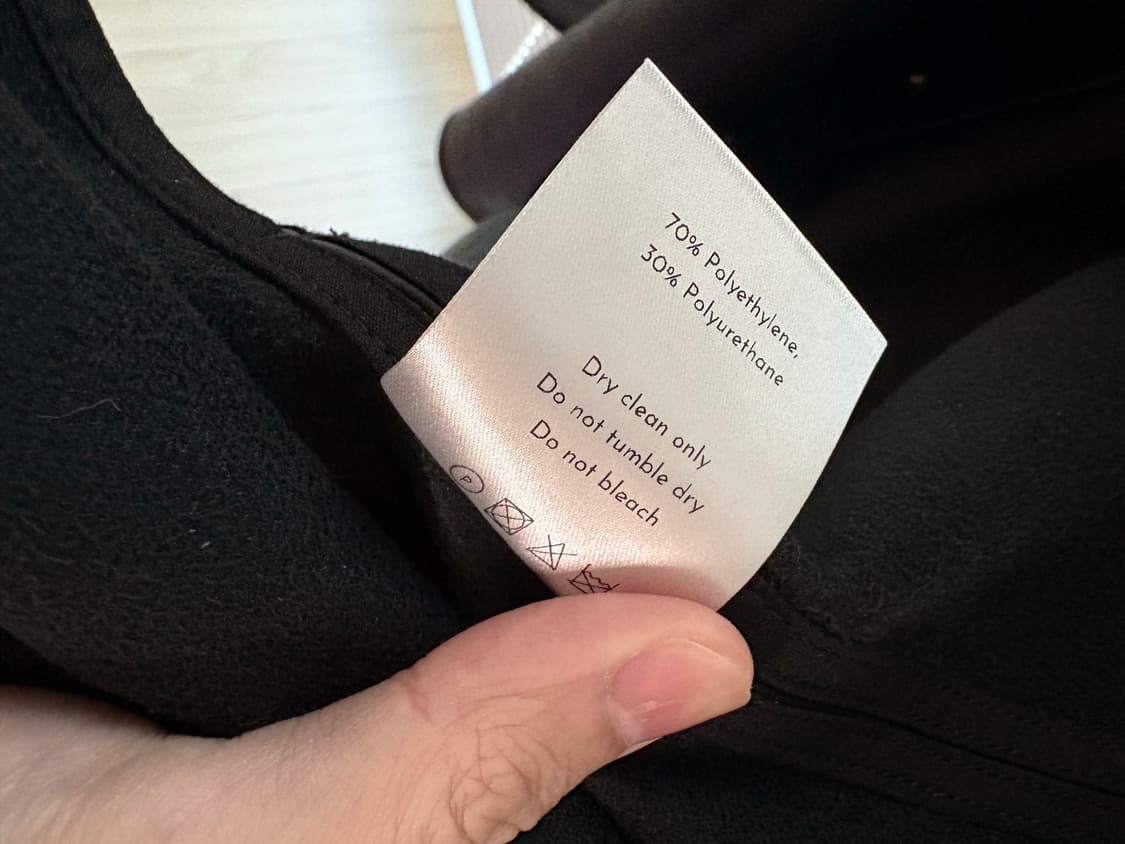 70% Polyethylene,
30% Polyurethane
Dry clean only
Do not tumble dry
Do not bleach
P